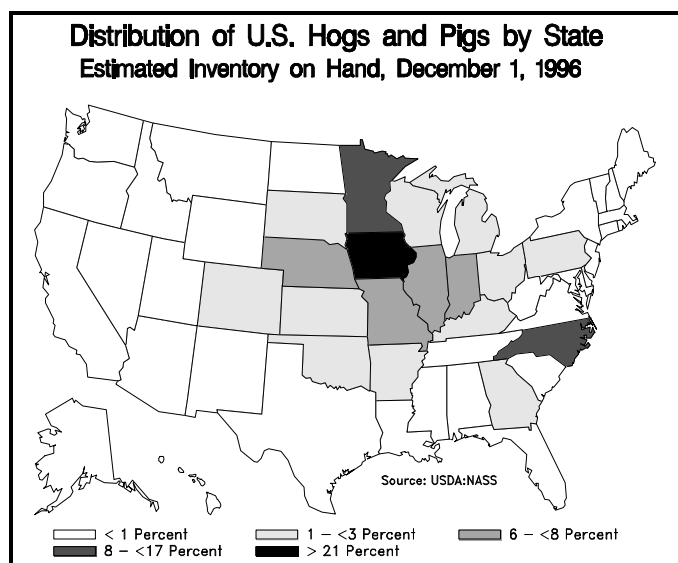 Distribution of U.S. Hogs and Pigs by State
Estimated Inventory on Hand, December 1, 1996
Source: USDA:NASS
< 1 Percent
1 – <3 Percent
6 – <8 Percent
8 – <17 Percent
> 21 Percent